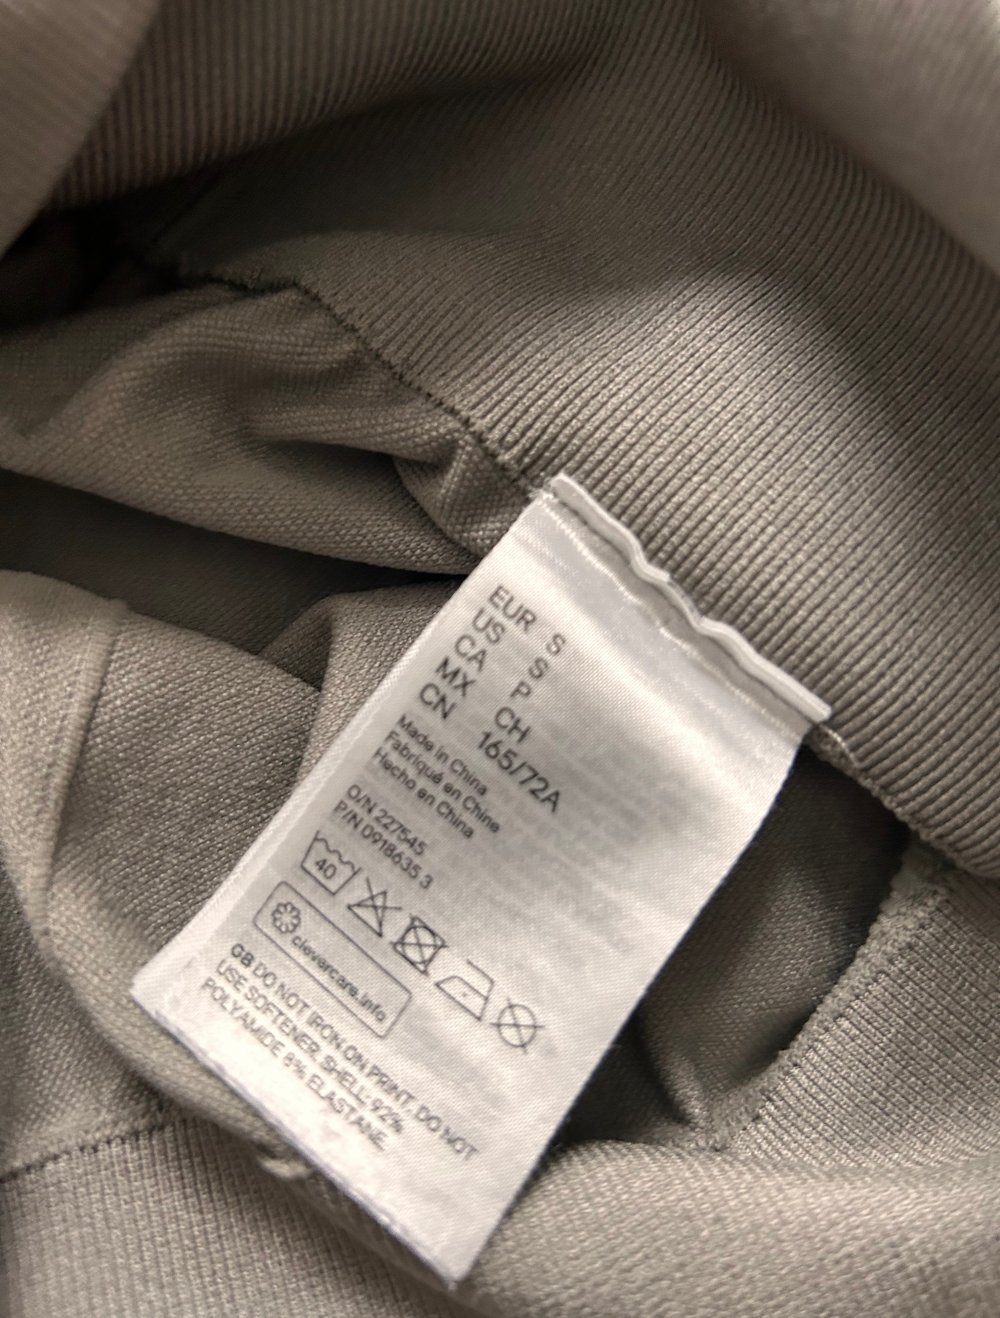 EUR S
US S
CA P
MX CH
CN 165/72A
Made in China
Fabriqué en Chine
Hecho en China
O/N 227545
P/N 0918635 3
40
clevercare.info
GB DO NOT IRON ON PRINT. DO NOT
USE SOFTENER. SHELL: 92%
POLYAMIDE 8% ELASTANE